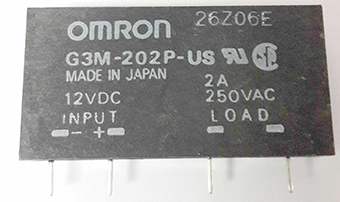 OMRON 26Z06E
G3M-202P-US
MADE IN JAPAN 2A
12VDC 250VAC
INPUT LOAD
- +